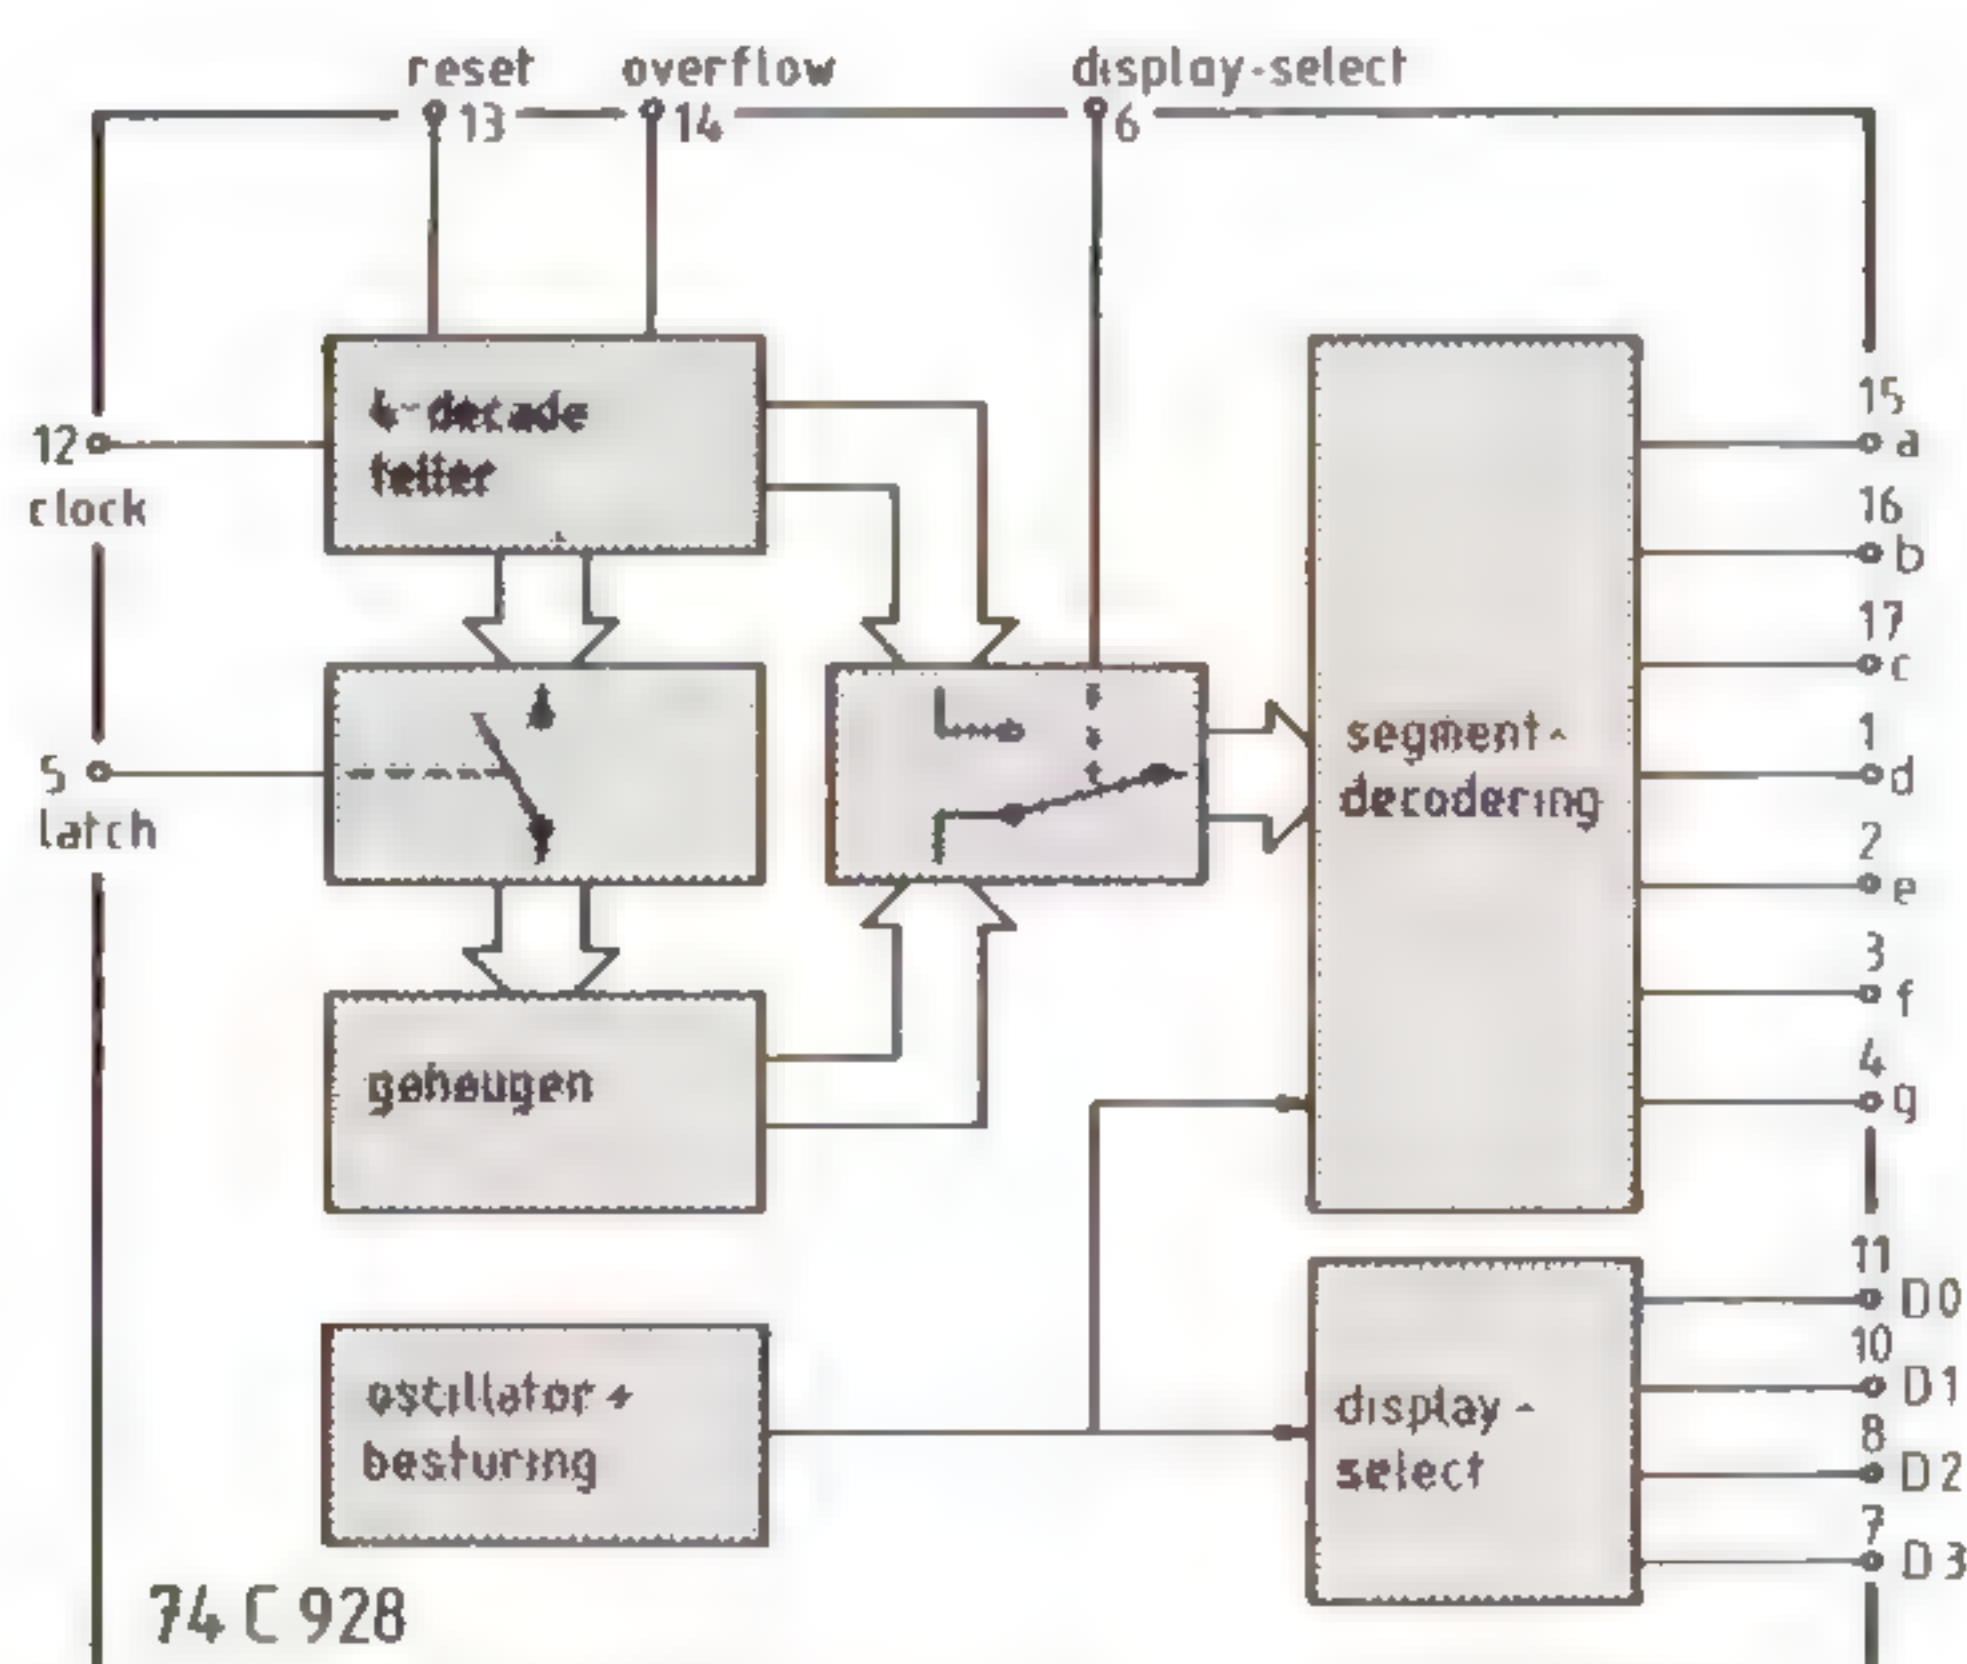 reset
overflow
display-select
13
14
6
12
clock
4-decade
teller
15
a
16
b
17
c
5
latch
segment-
decodering
1
d
2
e
3
f
geheugen
4
g
oscillator +
besturing
display-
select
11
D0
10
D1
8
D2
7
D3
74 C 928